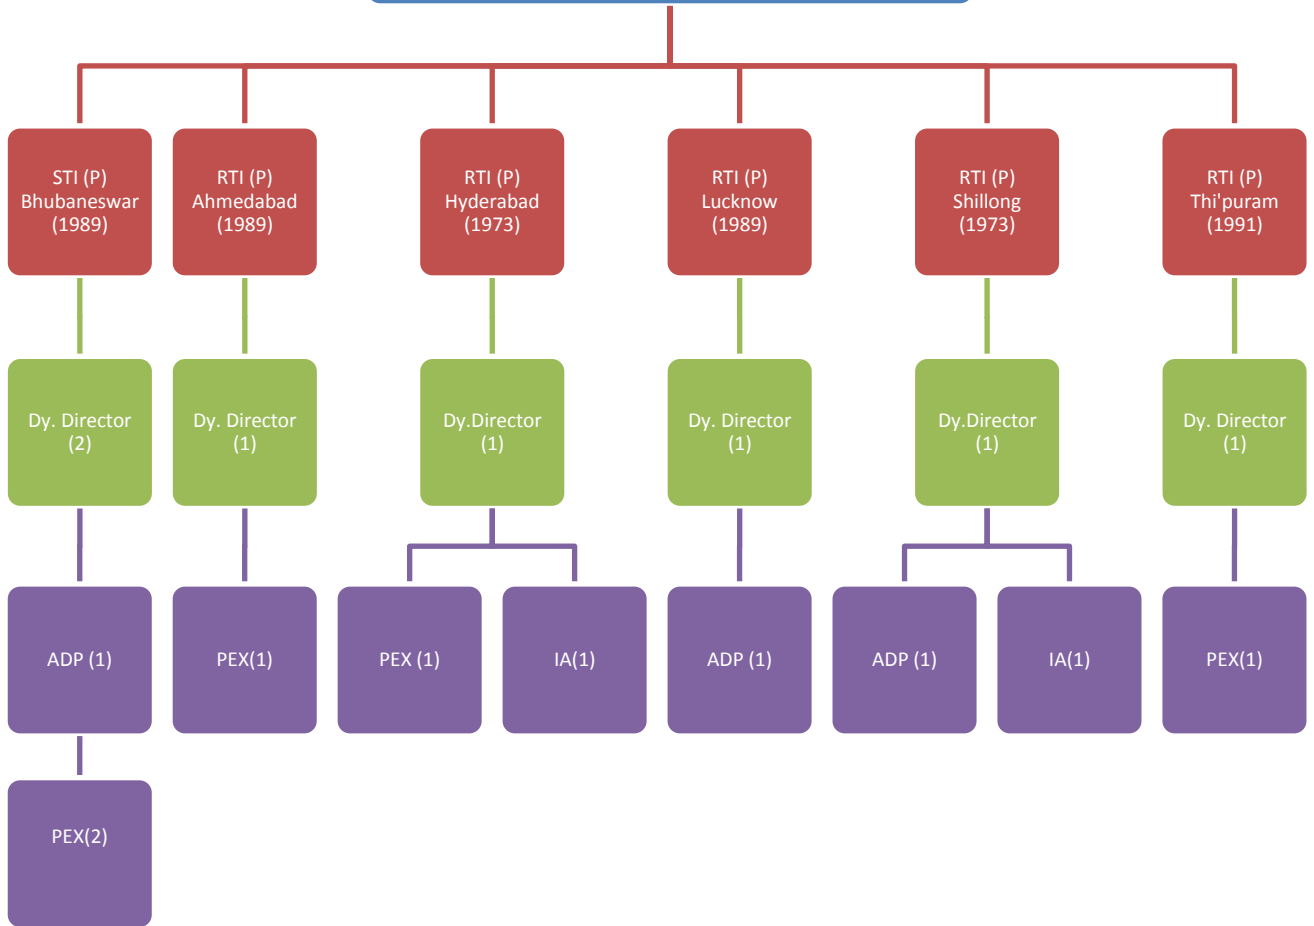 STI (P)
Bhubaneswar
(1989)
RTI (P)
Ahmedabad
(1989)
RTI (P)
Hyderabad
(1973)
RTI (P)
Lucknow
(1989)
RTI (P)
Shillong
(1973)
RTI (P)
Thi'puram
(1991)
Dy. Director
(2)
Dy. Director
(1)
Dy.Director
(1)
Dy. Director
(1)
Dy.Director
(1)
Dy. Director
(1)
ADP (1)
PEX(1)
PEX (1)
IA(1)
ADP (1)
ADP (1)
IA(1)
PEX(1)
PEX(2)